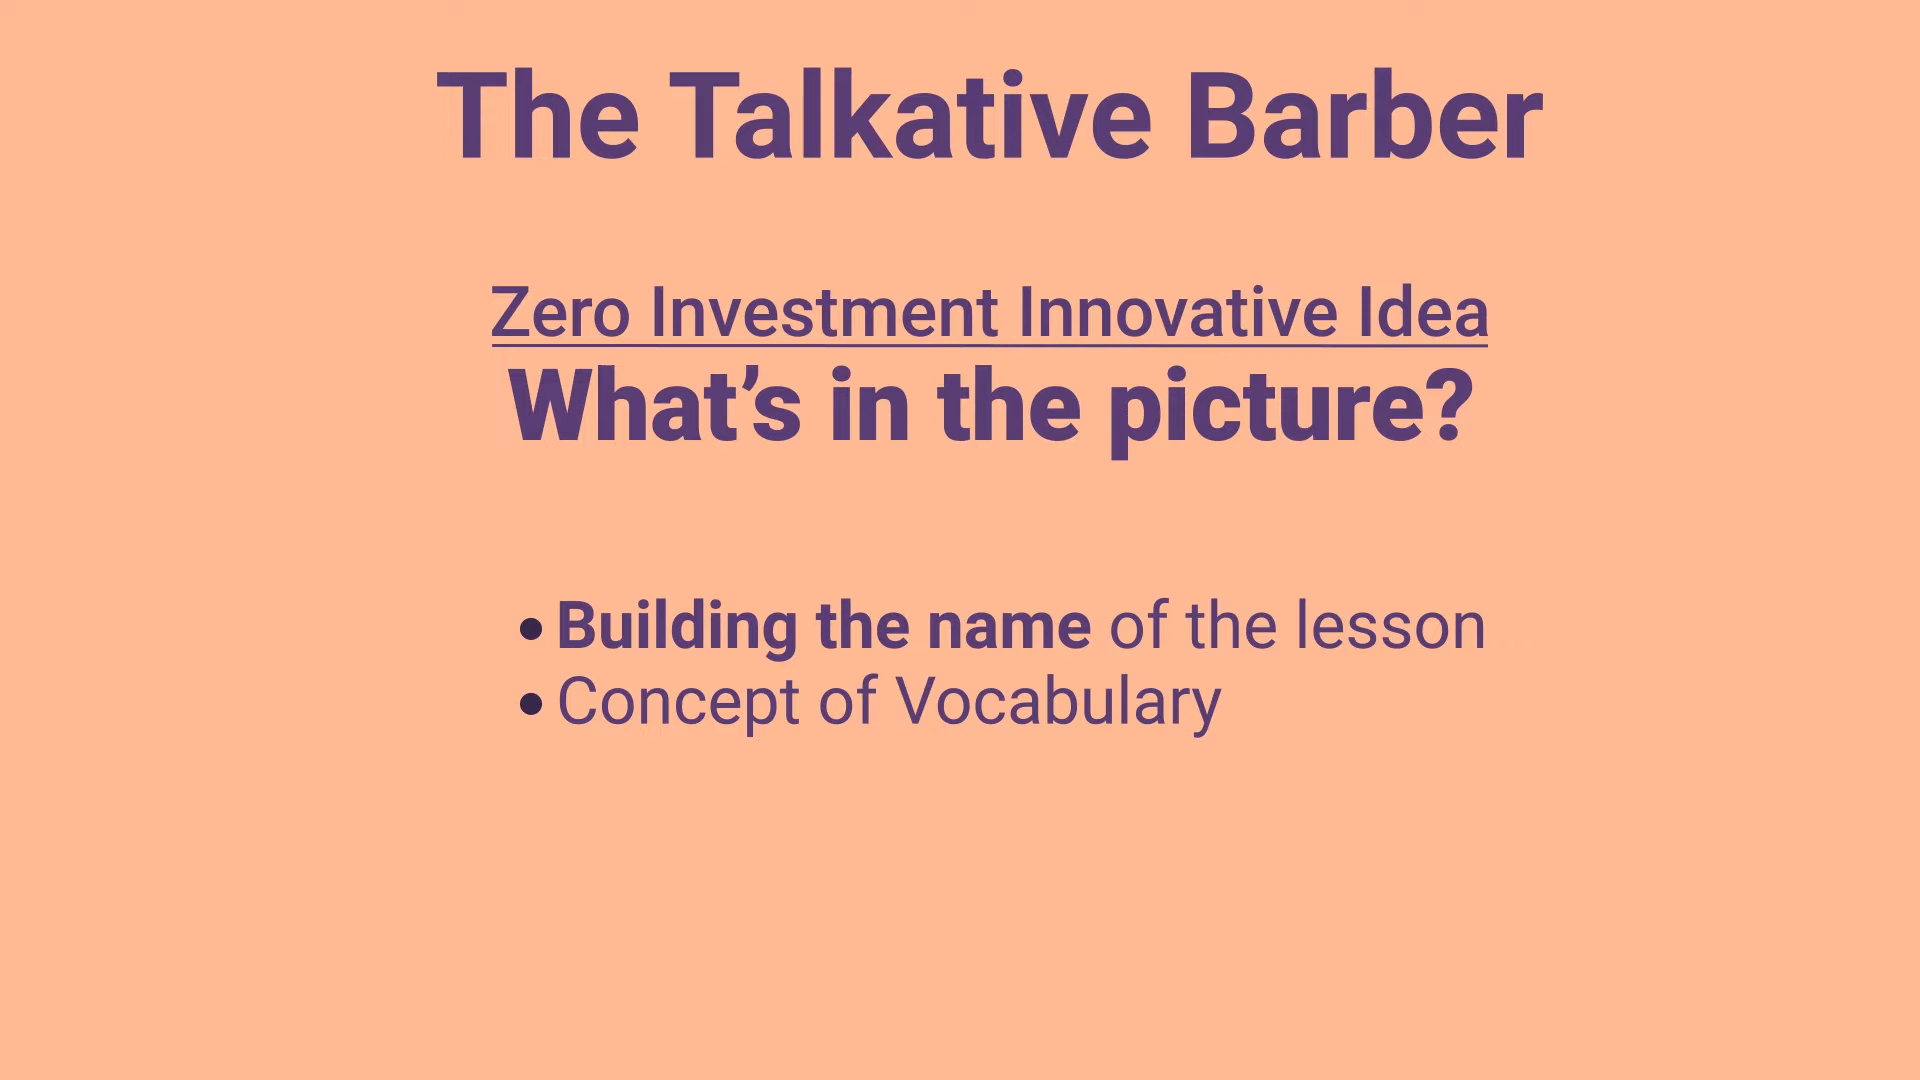 The Talkative Barber
Zero Investment Innovative Idea
What’s in the picture?
• Building the name of the lesson
• Concept of Vocabulary